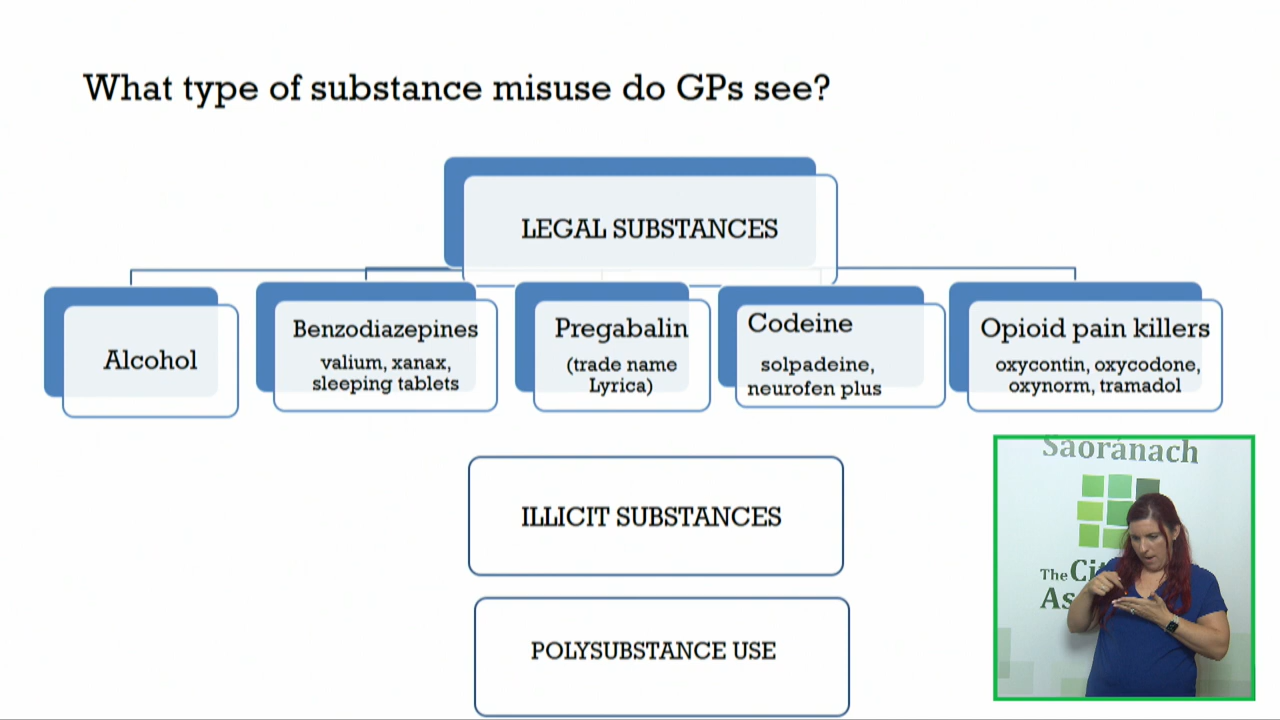 What type of substance misuse do GPs see?
LEGAL SUBSTANCES
Alcohol
Benzodiazepines
valium, xanax,
sleeping tablets
Pregabalin
(trade name
Lyrica)
Codeine
solpadeine,
neurofen plus
Opioid pain killers
oxycontin, oxycodone,
oxynorm, tramadol
ILLICIT SUBSTANCES
POLYSUBSTANCE USE
Saoránach
The